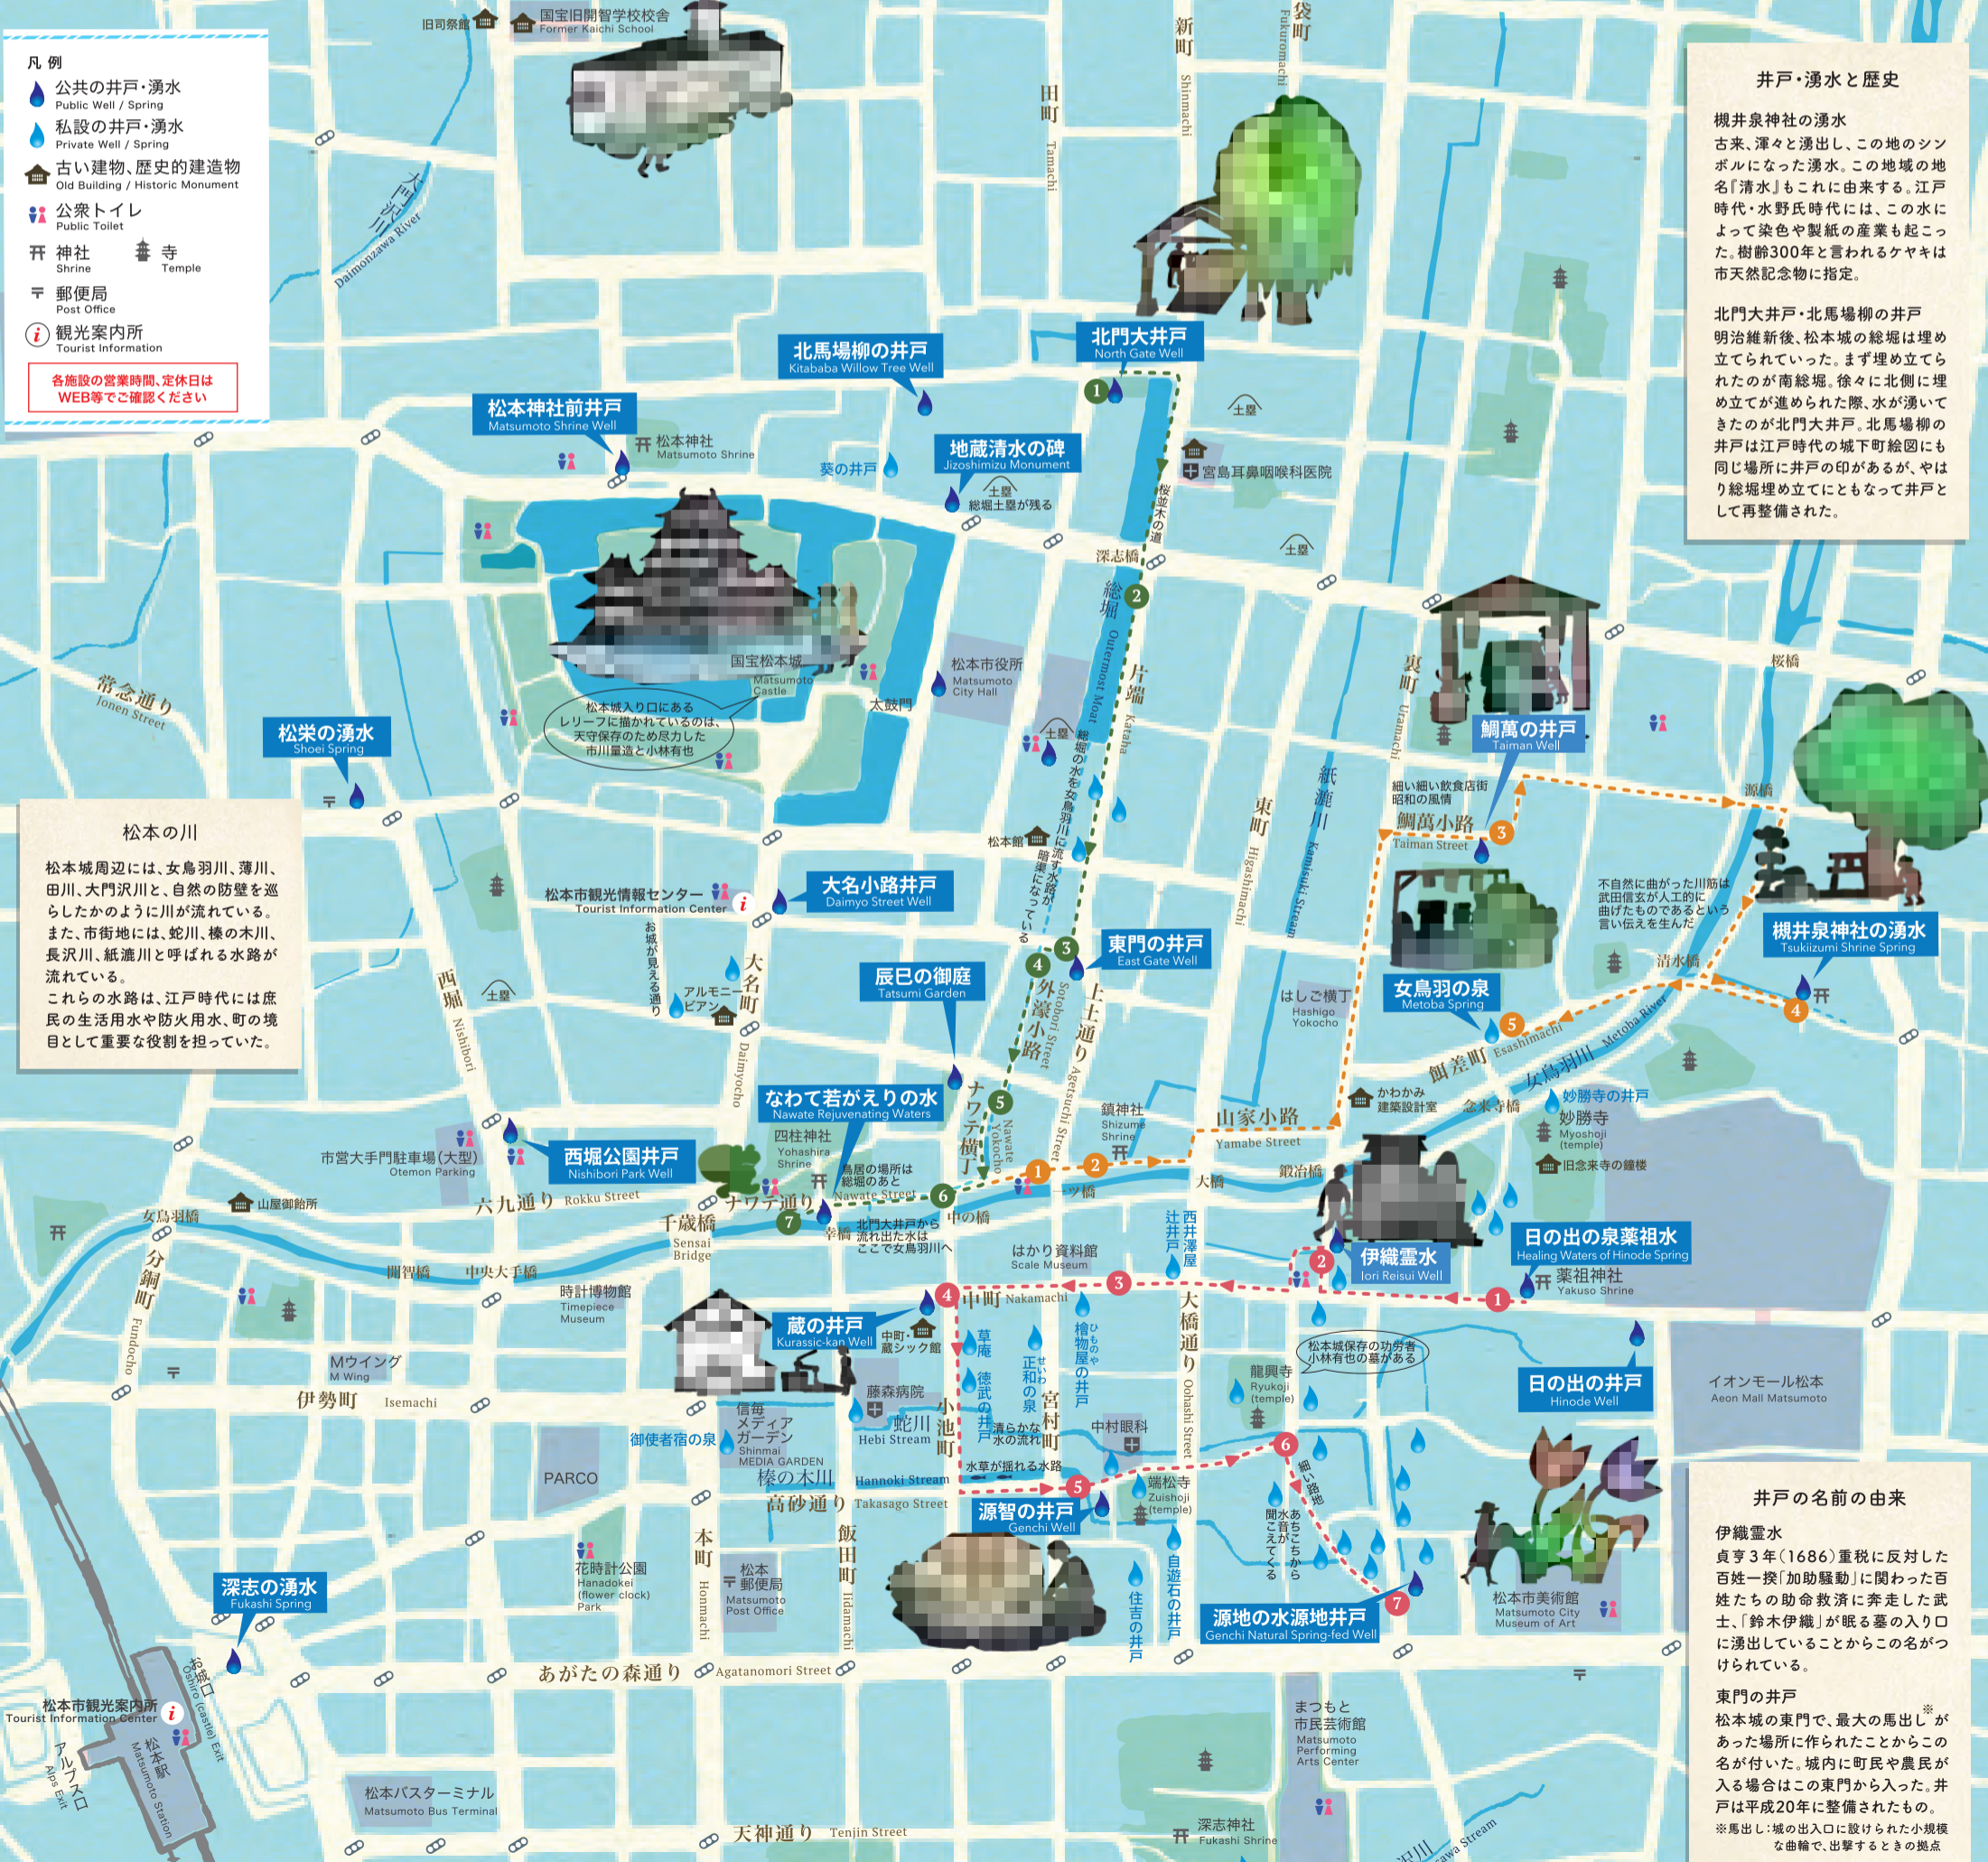 凡 例
公共の井戸・湧水
Public Well / Spring
私設の井戸・湧水
Private Well / Spring
古い建物、歴史的建造物
Old Building / Historic Monument
公衆トイレ
Public Toilet
神社
Shrine
寺
Temple
郵便局
Post Office
観光案内所
Tourist Information
各施設の営業時間、定休日は
WEB等でご確認ください
旧司祭館
国宝旧開智学校校舎
Former Kaichi School
大門沢川
Daimonzawa River
田町
Tamachi
新町
Shinmachi
袋町
Fukuromachi
井戸・湧水と歴史
槻井泉神社の湧水
古来、渾々と湧出し、この地のシン
ボルになった湧水。この地域の地
名『清水』もこれに由来する。江戸
時代・水野氏時代には、この水に
よって染色や製紙の産業も起こっ
た。樹齢300年と言われるケヤキは
市天然記念物に指定。
北門大井戸・北馬場柳の井戸
明治維新後、松本城の総堀は埋め
立てられていった。まず埋め立てら
れたのが南総堀。徐々に北側に埋
め立てが進められた際、水が湧いて
きたのが北門大井戸。北馬場柳の
井戸は江戸時代の城下町絵図にも
同じ場所に井戸の印があるが、やは
り総堀埋め立てにともなって井戸と
して再整備された。
北馬場柳の井戸
Kitababa Willow Tree Well
北門大井戸
North Gate Well
1
松本神社前井戸
Matsumoto Shrine Well
松本神社
Matsumoto Shrine
葵の井戸
地蔵清水の碑
Jizoshimizu Monument
土塁
総堀土塁が残る
土塁
宮島耳鼻咽喉科医院
桜並木の道
深志橋
土塁
2
総堀
Outermost Moat
片端
Kataha
国宝松本城
Matsumoto
Castle
太鼓門
松本城入り口にある
レリーフに描かれているのは、
天守保存のため尽力した
市川量造と小林有也
松本市役所
Matsumoto
City Hall
土塁
総堀の水を女鳥羽川に流す水路が
暗渠になっている
松本館
裏町
Uramachi
鯛萬の井戸
Taiman Well
細い細い飲食店街
昭和の風情
鯛萬小路
Taiman Street
3
桜橋
源橋
常念通り
Jonen Street
松栄の湧水
Shoei Spring
松本の川
松本城周辺には、女鳥羽川、薄川、
田川、大門沢川と、自然の防壁を巡
らしたかのように川が流れている。
また、市街地には、蛇川、榛の木川、
長沢川、紙漉川と呼ばれる水路が
流れている。
これらの水路は、江戸時代には庶
民の生活用水や防火用水、町の境
目として重要な役割を担っていた。
松本市観光情報センター
Tourist Information Center
大名小路井戸
Daimyo Street Well
お城が見える通り
大名町
Daimyocho
アルモニー
ビアン
西堀
Nishibori
土塁
辰巳の御庭
Tatsumi Garden
3
4
東門の井戸
East Gate Well
外濠小路
Sotobori Street
上土通り
Agetsuchi Street
東町
Higashimachi
紙漉川
Kamisuki Stream
はしご横丁
Hashigo
Yokocho
女鳥羽の泉
Metoba Spring
5
餌差町
Esashimachi
女鳥羽川
Metoba River
不自然に曲がった川筋は
武田信玄が人工的に
曲げたものであるという
言い伝えを生んだ
清水橋
槻井泉神社の湧水
Tsukiizumi Shrine Spring
4
なわて若がえりの水
Nawate Rejuvenating Waters
ナワテ横丁
Nawate
Yokocho
5
鎮神社
Shizume
Shrine
山家小路
Yamabe Street
かわかみ
建築設計室
念来寺橋
妙勝寺の井戸
妙勝寺
Myoshoji
(temple)
旧念来寺の鐘楼
市営大手門駐車場(大型)
Otemon Parking
西堀公園井戸
Nishibori Park Well
四柱神社
Yohashira
Shrine
鳥居の場所は
総堀のあと
ナワテ通り
Nawate Street
六九通り
Rokku Street
山屋御飴所
女鳥羽橋
分銅町
Fundocho
開智橋
中央大手橋
千歳橋
Sensai
Bridge
7
幸橋
6
中の橋
1
2
一ツ橋
大橋
鍛冶橋
北門大井戸から
流れ出た水は
ここで女鳥羽川へ
はかり資料館
Scale Museum
西井澤屋
辻井戸
伊織霊水
Iori Reisui Well
2
日の出の泉薬祖水
Healing Waters of Hinode Spring
薬祖神社
Yakuso Shrine
1
時計博物館
Timepiece
Museum
蔵の井戸
Kurassic-kan Well
中町・
蔵シック館
4
中町
Nakamachi
3
草庵
徳武の井戸
正和の泉
せいわ
檜物屋の井戸
ひものや
宮村町
大橋通り
Oohashi Street
松本城保存の功労者
小林有也の墓がある
龍興寺
Ryukoji
(temple)
日の出の井戸
Hinode Well
イオンモール松本
Aeon Mall Matsumoto
Mウイング
M Wing
伊勢町
Isemachi
藤森病院
蛇川
Hebi Stream
小池町
清らかな
水の流れ
中村眼科
6
細い路地
信毎
メディア
ガーデン
Shinmai
MEDIA GARDEN
御使者宿の泉
榛の木川
Hannoki Stream
水草が揺れる水路
高砂通り
Takasago Street
PARCO
源智の井戸
Genchi Well
5
端松寺
Zuishoji
(temple)
あちこちから
水音が
聞こえてくる
自遊石の井戸
住吉の井戸
源地の水源地井戸
Genchi Natural Spring-fed Well
7
松本市美術館
Matsumoto City
Museum of Art
花時計公園
Hanadokei
(flower clock)
Park
本町
Honmachi
松本
郵便局
Matsumoto
Post Office
飯田町
Iidamachi
深志の湧水
Fukashi Spring
お城口
Oshiro (castle) Exit
あがたの森通り
Agatanomori Street
松本市観光案内所
Tourist Information Center
松本駅
Matsumoto Station
アルプス口
Alps Exit
松本バスターミナル
Matsumoto Bus Terminal
天神通り
Tenjin Street
まつもと
市民芸術館
Matsumoto
Performing
Arts Center
深志神社
Fukashi Shrine
沢川
awa Stream
井戸の名前の由来
伊織霊水
貞亨3年(1686)重税に反対した
百姓一揆「加助騒動」に関わった百
姓たちの助命救済に奔走した武
士、「鈴木伊織」が眠る墓の入り口
に湧出していることからこの名がつ
けられている。
東門の井戸
松本城の東門で、最大の馬出し※が
あった場所に作られたことからこの
名が付いた。城内に町民や農民が
入る場合はこの東門から入った。井
戸は平成20年に整備されたもの。
※馬出し：城の出入口に設けられた小規模
な曲輪で、出撃するときの拠点